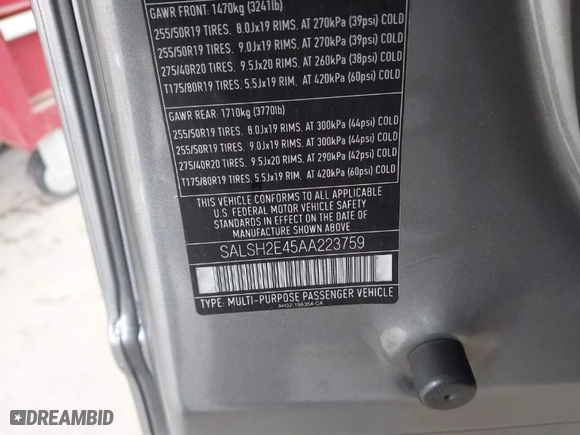 GAWR FRONT: 1470kg (3241lb)
255/50R19 TIRES. 8.0Jx19 RIMS. AT 270kPa (39psi) COLD
255/50R19 TIRES. 9.0Jx19 RIMS. AT 270kPa (39psi) COLD
275/40R20 TIRES. 9.5Jx20 RIMS. AT 260kPa (38psi) COLD
T175/80R19 TIRES. 5.5Jx19 RIM. AT 420kPa (60psi) COLD
GAWR REAR: 1710kg (3770lb)
255/50R19 TIRES. 8.0Jx19 RIMS. AT 300kPa (44psi) COLD
255/50R19 TIRES. 9.0Jx19 RIMS. AT 300kPa (44psi) COLD
275/40R20 TIRES. 9.5Jx20 RIMS. AT 290kPa (42psi) COLD
T175/80R19 TIRES. 5.5Jx19 RIM. AT 420kPa (60psi) COLD
THIS VEHICLE CONFORMS TO ALL APPLICABLE
U.S. FEDERAL MOTOR VEHICLE SAFETY
STANDARDS IN EFFECT ON THE DATE OF
MANUFACTURE SHOWN ABOVE
SALSH2E45AA223759
TYPE: MULTI-PURPOSE PASSENGER VEHICLE
AH32-19A354-CA
DREAMBID